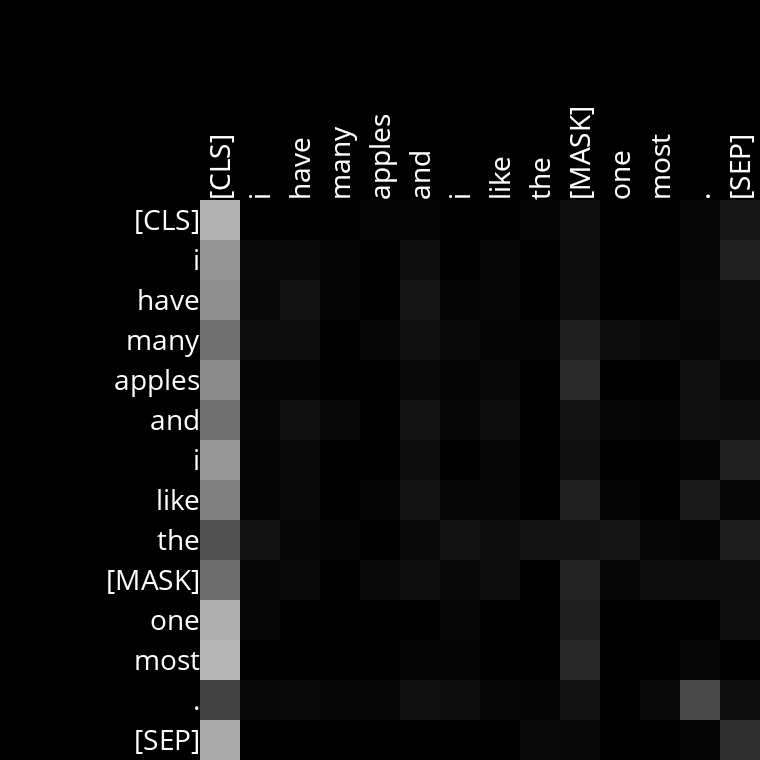 [CLS] i have many apples and i like the [MASK] one most . [SEP]
[CLS]
i
have
many
apples
and
i
like
the
[MASK]
one
most
.
[SEP]